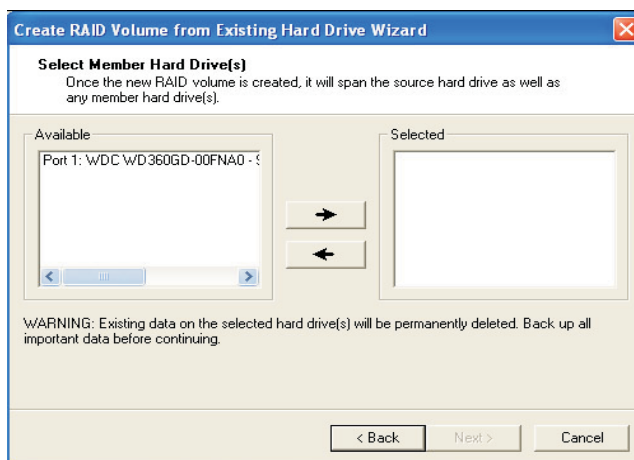 Create RAID Volume from Existing Hard Drive Wizard
Select Member Hard Drive(s)
Once the new RAID volume is created, it will span the source hard drive as well as
any member hard drive(s).
Available
Selected
Port 1: WDC WD360GD-00FNA0 - S
WARNING: Existing data on the selected hard drive(s) will be permanently deleted. Back up all
important data before continuing.
< Back
Next >
Cancel